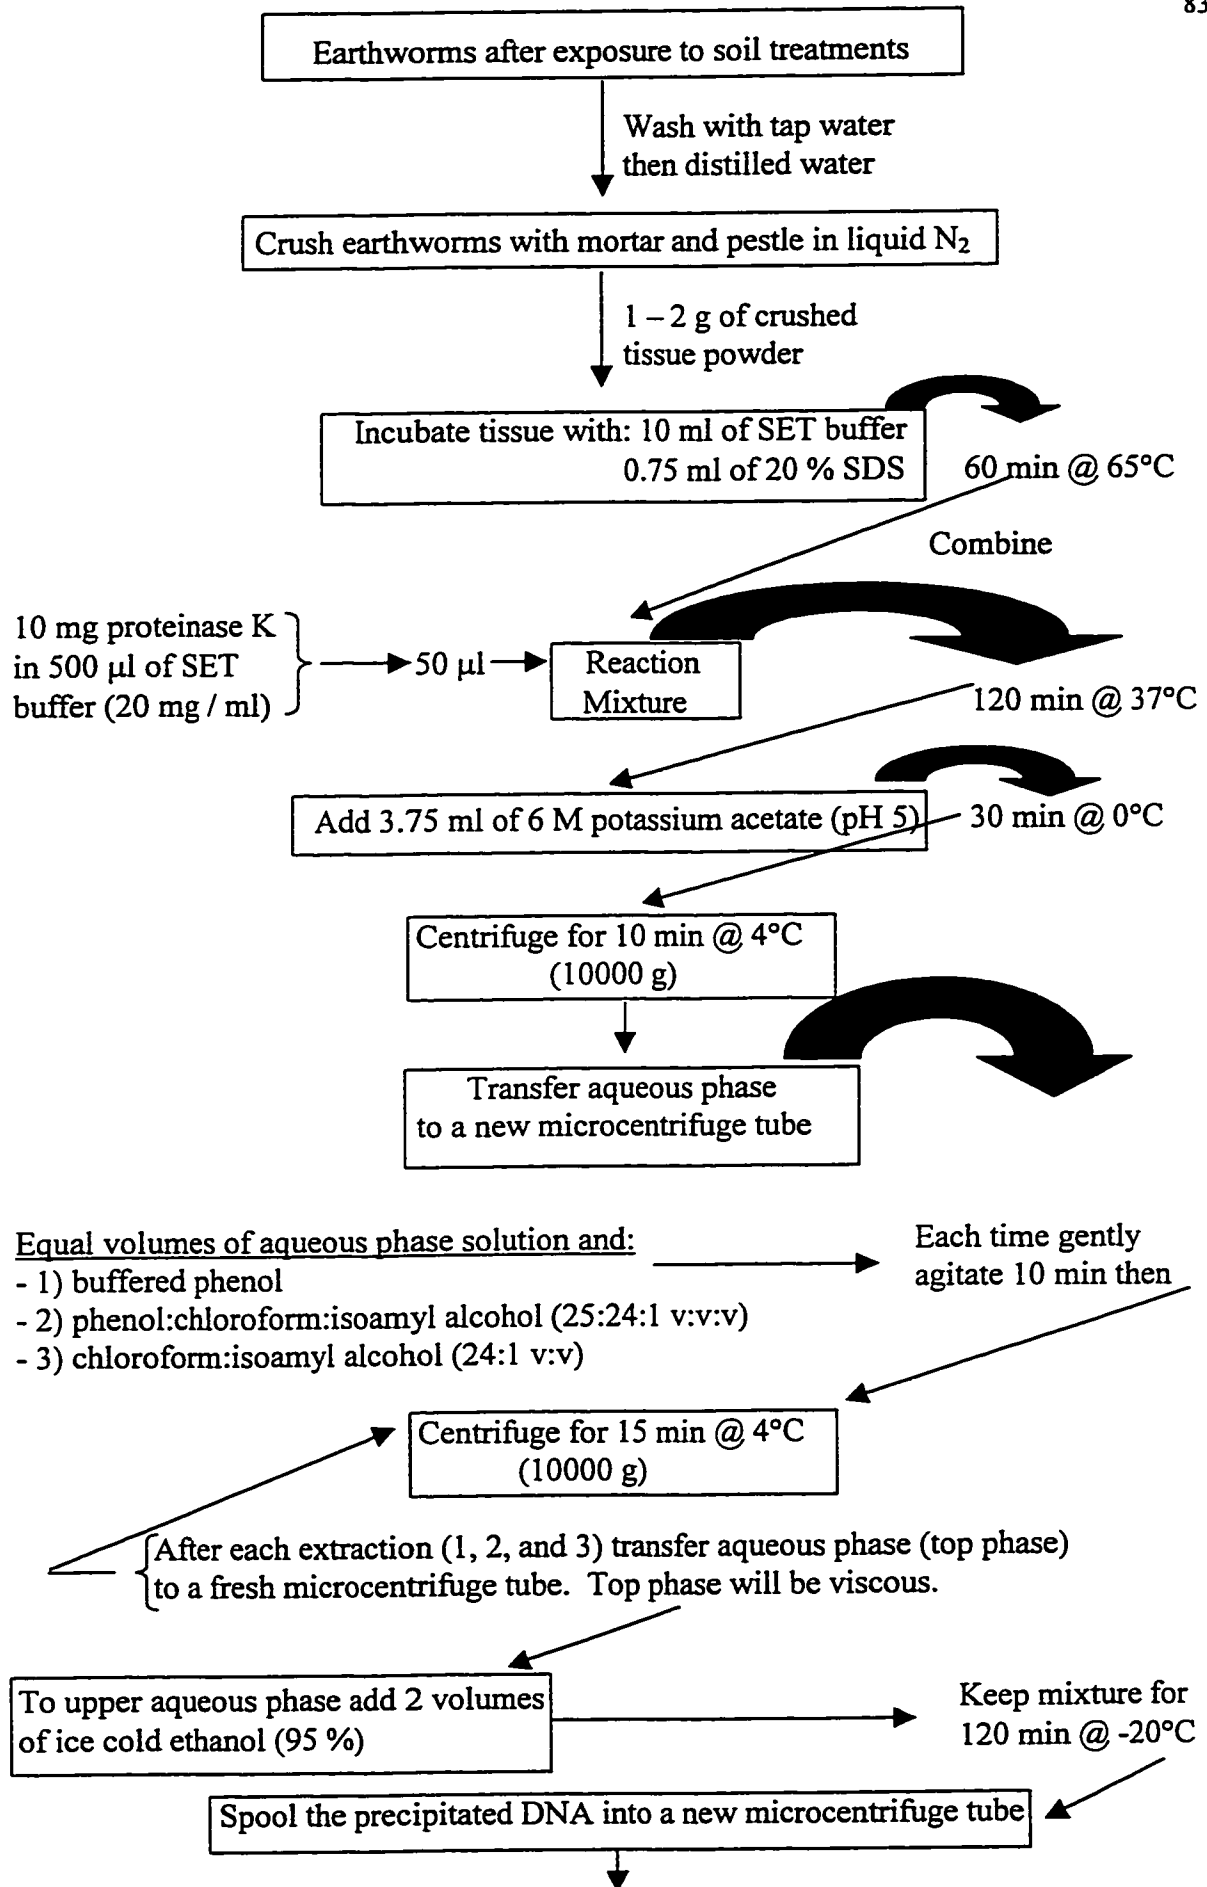 83
Earthworms after exposure to soil treatments
Wash with tap water
then distilled water
Crush earthworms with mortar and pestle in liquid N₂
1 – 2 g of crushed
tissue powder
Incubate tissue with: 10 ml of SET buffer
0.75 ml of 20 % SDS
60 min @ 65°C
Combine
10 mg proteinase K
in 500 µl of SET
buffer (20 mg / ml)
50 µl
Reaction
Mixture
120 min @ 37°C
Add 3.75 ml of 6 M potassium acetate (pH 5)
30 min @ 0°C
Centrifuge for 10 min @ 4°C
(10000 g)
Transfer aqueous phase
to a new microcentrifuge tube
Equal volumes of aqueous phase solution and:
- 1) buffered phenol
- 2) phenol:chloroform:isoamyl alcohol (25:24:1 v:v:v)
- 3) chloroform:isoamyl alcohol (24:1 v:v)
Each time gently
agitate 10 min then
Centrifuge for 15 min @ 4°C
(10000 g)
After each extraction (1, 2, and 3) transfer aqueous phase (top phase)
to a fresh microcentrifuge tube. Top phase will be viscous.
To upper aqueous phase add 2 volumes
of ice cold ethanol (95 %)
Keep mixture for
120 min @ -20°C
Spool the precipitated DNA into a new microcentrifuge tube